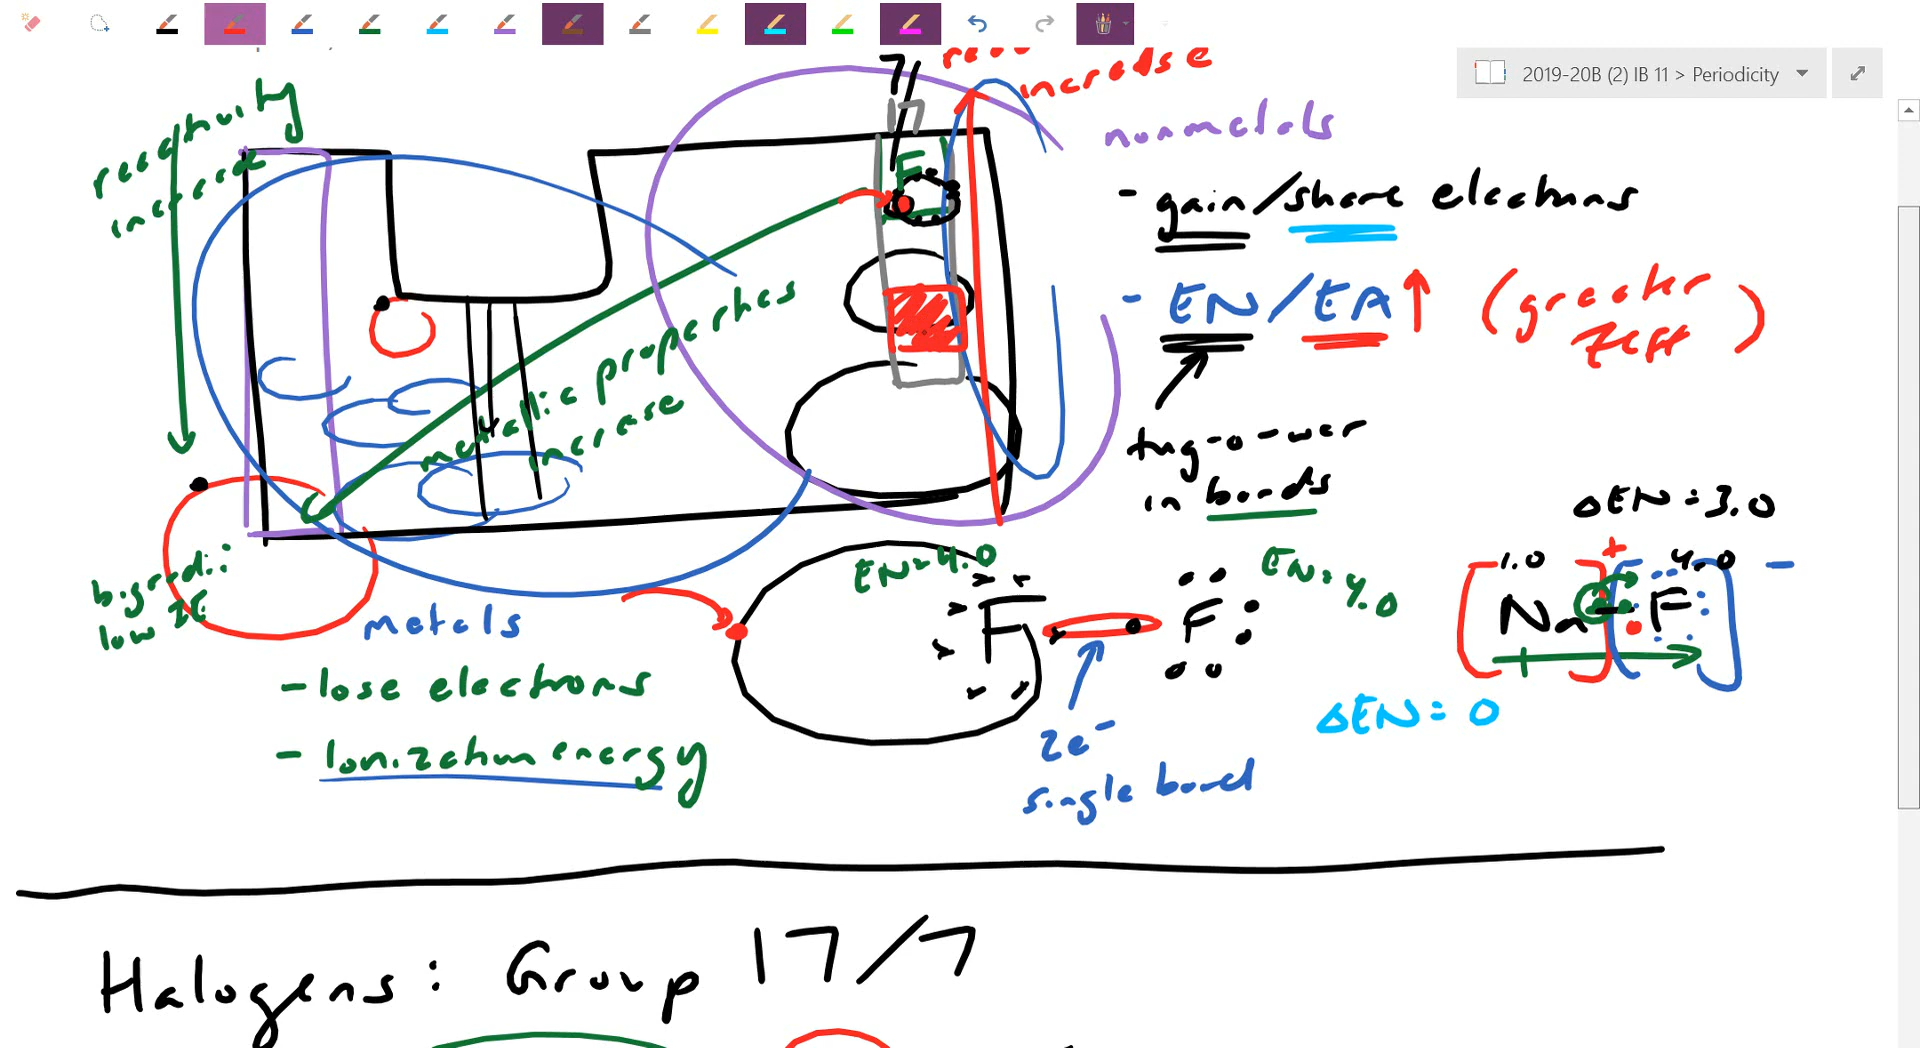 2019-20B (2) IB 11 > Periodicity
reactivity
increase
7/
17
increase
nonmetals
F
- gain/share electrons
- EN/EA↑ (greater
Zeff)
metallic properties
increase
tug-o-war
in bonds
ΔEN = 3.0
big radii
low IE
EN=4.0
EN=4.0
1.0
+
4.0
-
F
F
Na
F
metals
- lose electrons
- Ionization energy
ΔEN = 0
2e⁻
single bond
Halogens: Group 17/7